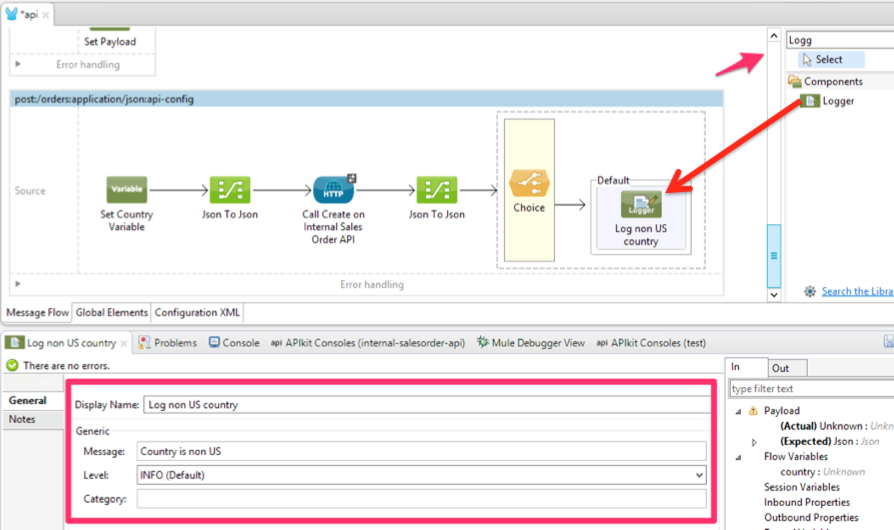 *api
Logg
Select
Components
Logger
Set Payload
Error handling
post:/orders:application/json:api-config
Source
Variable
Set Country
Variable
Json To Json
HTTP
Call Create on
Internal Sales
Order API
Json To Json
Choice
Default
Logger
Log non US
country
Error handling
Search the Libra
Message Flow
Global Elements
Configuration XML
Log non US country
Problems
Console
api APIkit Consoles (internal-salesorder-api)
Mule Debugger View
api APIkit Consoles (test)
There are no errors.
General
Notes
Display Name: Log non US country
Generic
Message: Country is non US
Level: INFO (Default)
Category:
In
Out
type filter text
Payload
(Actual) Unknown : Unkn
(Expected) Json : Json
Flow Variables
country : Unknown
Session Variables
Inbound Properties
Outbound Properties